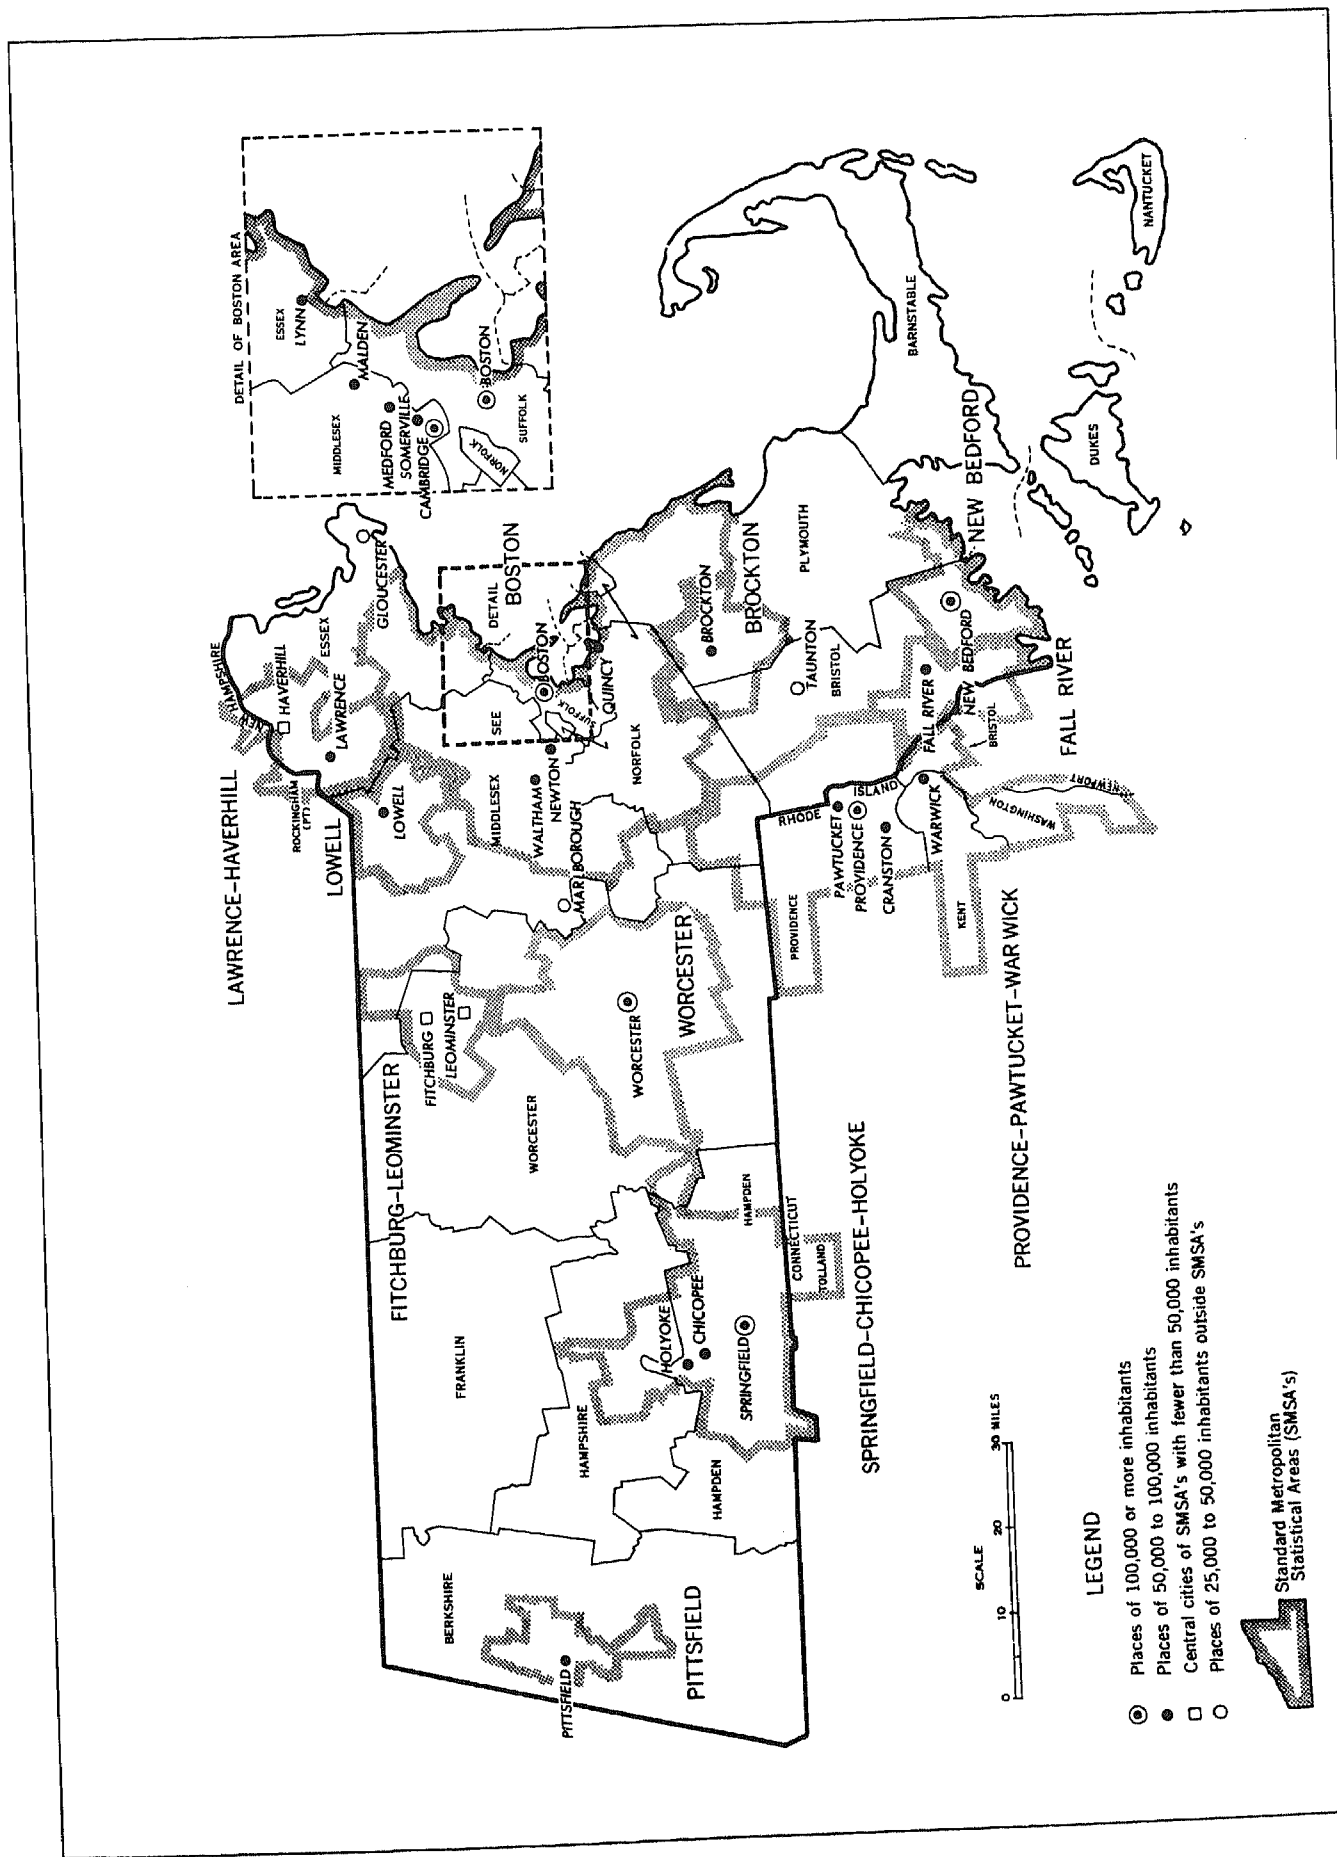 DETAIL OF BOSTON AREA
ESSEX
LYNN
MALDEN
MIDDLESEX
MEDFORD
SOMERVILLE
CAMBRIDGE
BOSTON
NORFOLK
SUFFOLK
LAWRENCE-HAVERHILL
NEW HAMPSHIRE
HAVERHILL
ESSEX
LAWRENCE
GLOUCESTER
ROCKINGHAM
(PT)
LOWELL
LOWELL
SEE
DETAIL
BOSTON
BOSTON
SUFFOLK
QUINCY
MIDDLESEX
WALTHAM
NEWTON
MARLBOROUGH
NORFOLK
BROCKTON
BROCKTON
PLYMOUTH
TAUNTON
BRISTOL
BARNSTABLE
NEW BEDFORD
NEW BEDFORD
FALL RIVER
FALL RIVER
BRISTOL
DUKES
NANTUCKET
FITCHBURG-LEOMINSTER
FITCHBURG
LEOMINSTER
WORCESTER
WORCESTER
WORCESTER
FRANKLIN
HAMPSHIRE
HAMPDEN
HAMPDEN
HOLYOKE
CHICOPEE
SPRINGFIELD
SPRINGFIELD-CHICOPEE-HOLYOKE
CONNECTICUT
TOLLAND
BERKSHIRE
PITTSFIELD
PITTSFIELD
RHODE ISLAND
PROVIDENCE
PAWTUCKET
PROVIDENCE
CRANSTON
WARWICK
KENT
WASHINGTON
NEWPORT
PROVIDENCE-PAWTUCKET-WARWICK
SCALE
0 10 20 30 MILES
LEGEND
Places of 100,000 or more inhabitants
Places of 50,000 to 100,000 inhabitants
Central cities of SMSA's with fewer than 50,000 inhabitants
Places of 25,000 to 50,000 inhabitants outside SMSA's
Standard Metropolitan
Statistical Areas (SMSA's)